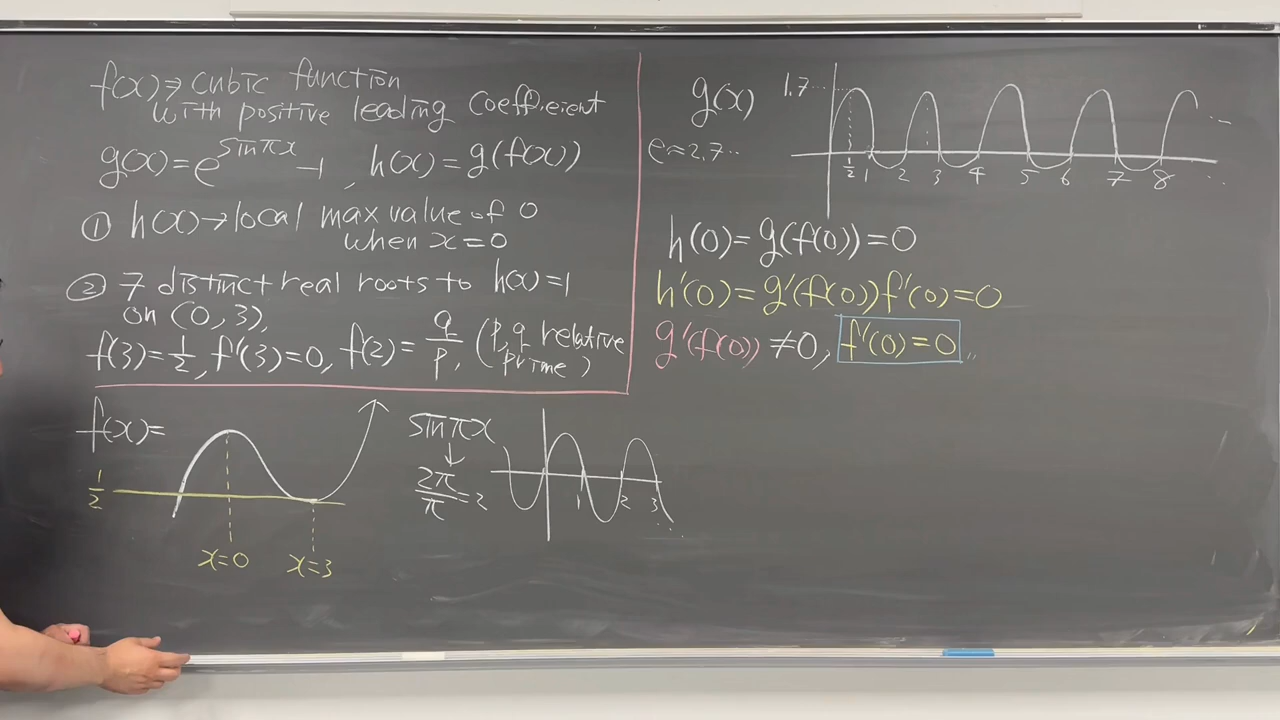 f(x) ⇒ cubic function
with positive leading coefficient
g(x) = e^{sin πx} - 1, h(x) = g(f(x))
① h(x) → local max value of 0
when x = 0
② 7 distinct real roots to h(x) = 1
on (0, 3),
f(3) = 1/2, f'(3) = 0, f(2) = q/p, (p, q relative
prime)
f(x) =
1/2
x=0
x=3
sin πx
↓
2π/π = 2
1 2 3 ...
g(x)
e ≈ 2.7...
1.7...
1/2 1 2 3 4 5 6 7 8 ...
h(0) = g(f(0)) = 0
h'(0) = g'(f(0)) f'(0) = 0
g'(f(0)) ≠ 0, f'(0) = 0